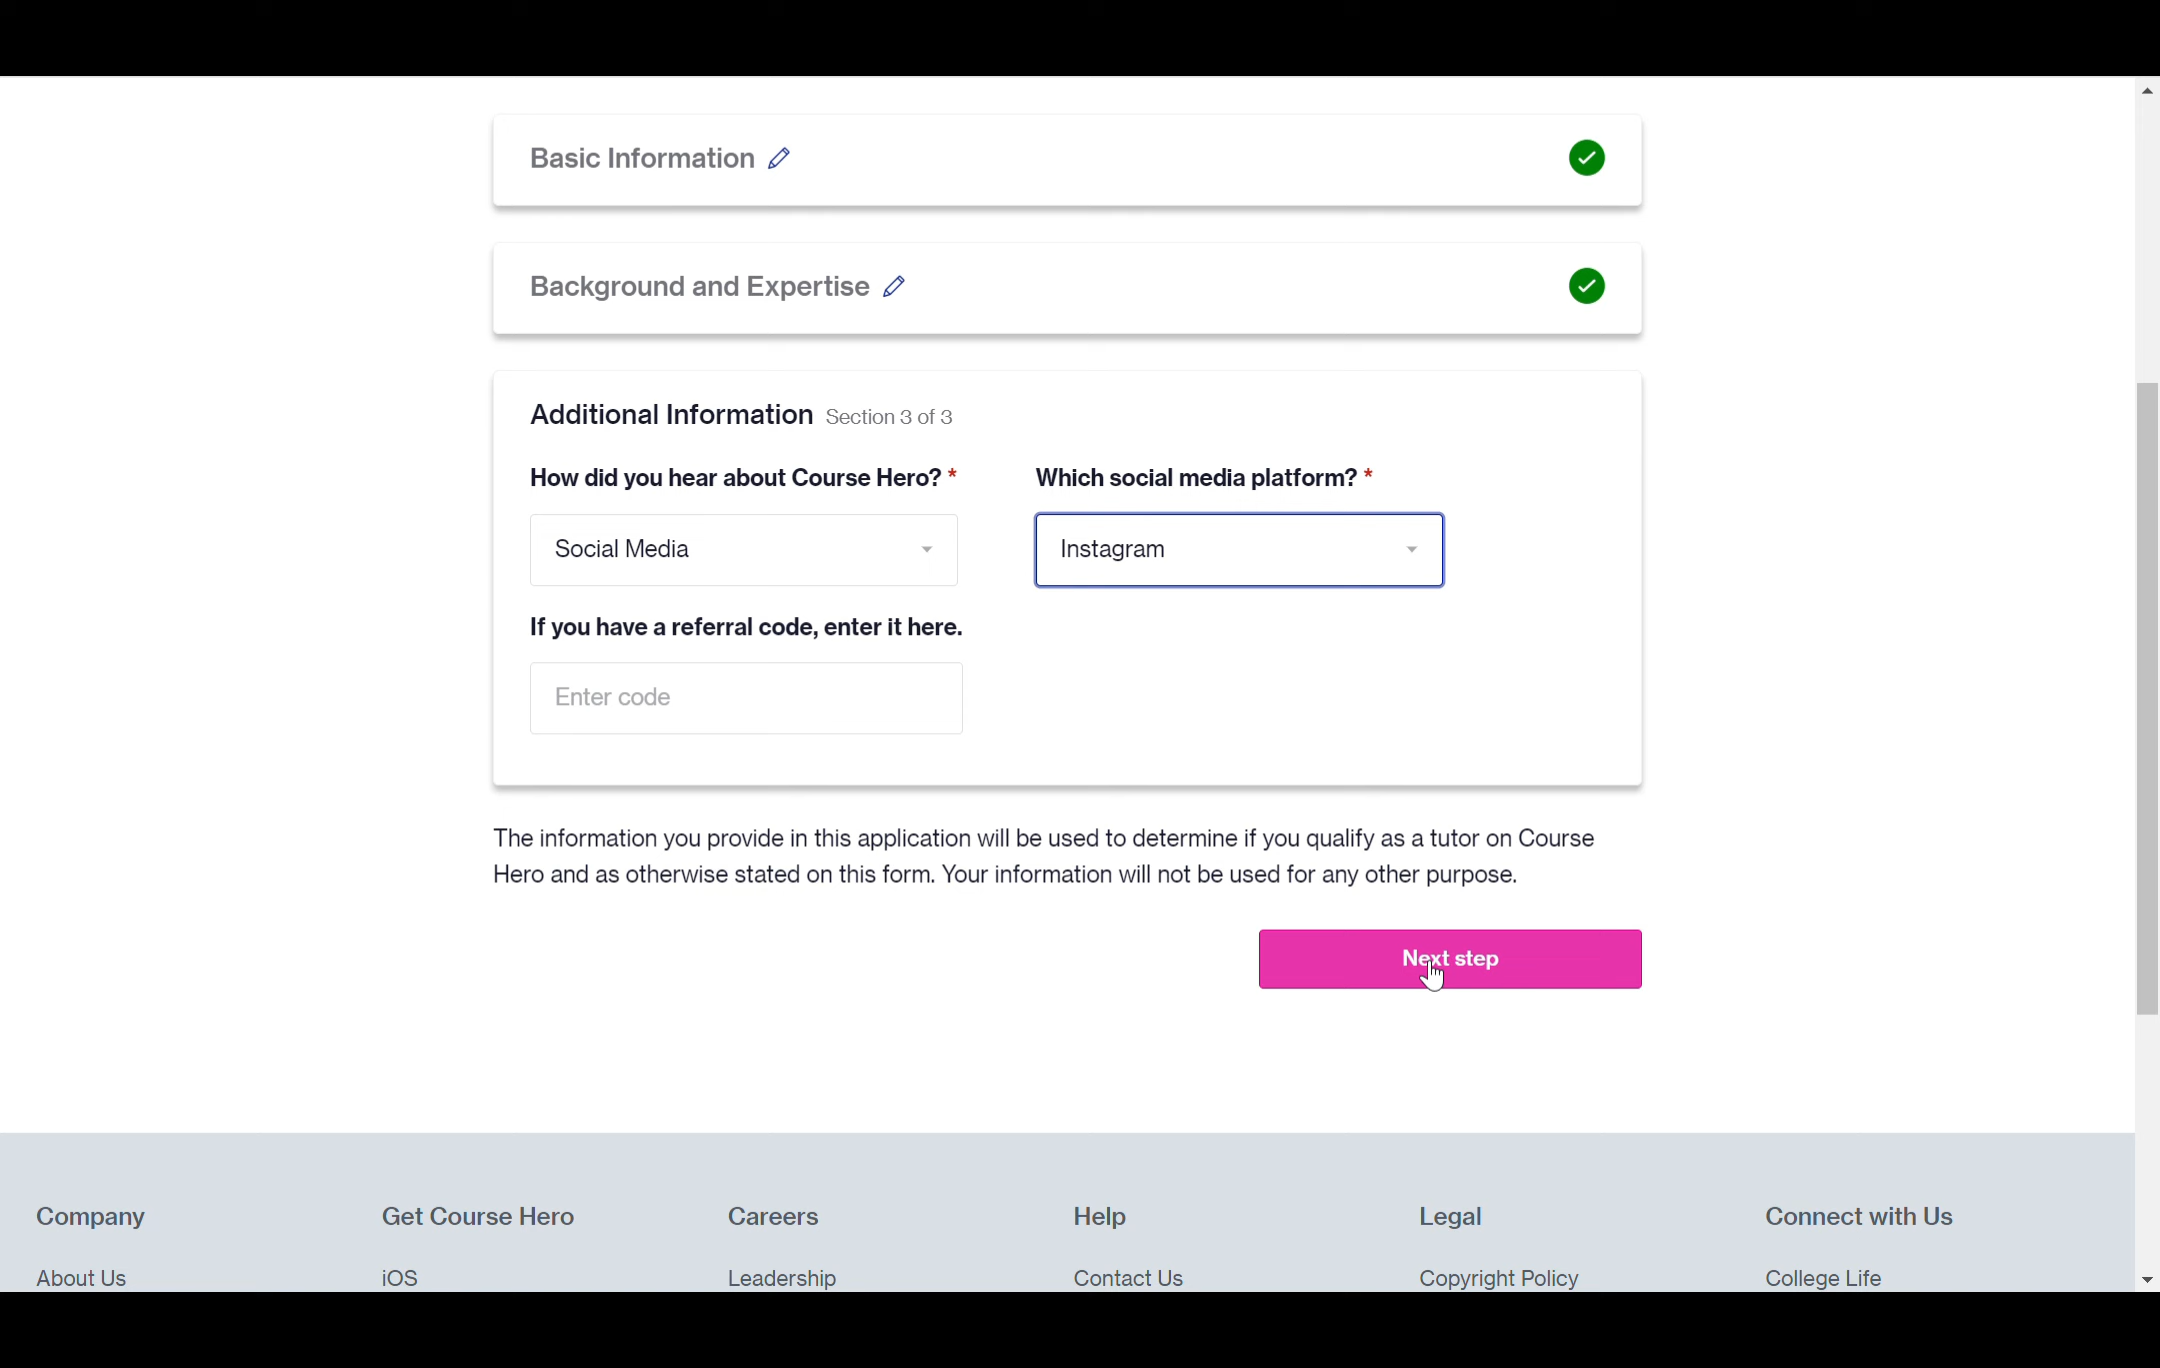 Basic Information
Background and Expertise
Additional Information Section 3 of 3
How did you hear about Course Hero? *
Which social media platform? *
Social Media
Instagram
If you have a referral code, enter it here.
Enter code
The information you provide in this application will be used to determine if you qualify as a tutor on Course
Hero and as otherwise stated on this form. Your information will not be used for any other purpose.
Next step
Company
Get Course Hero
Careers
Help
Legal
Connect with Us
About Us
iOS
Leadership
Contact Us
Copyright Policy
College Life